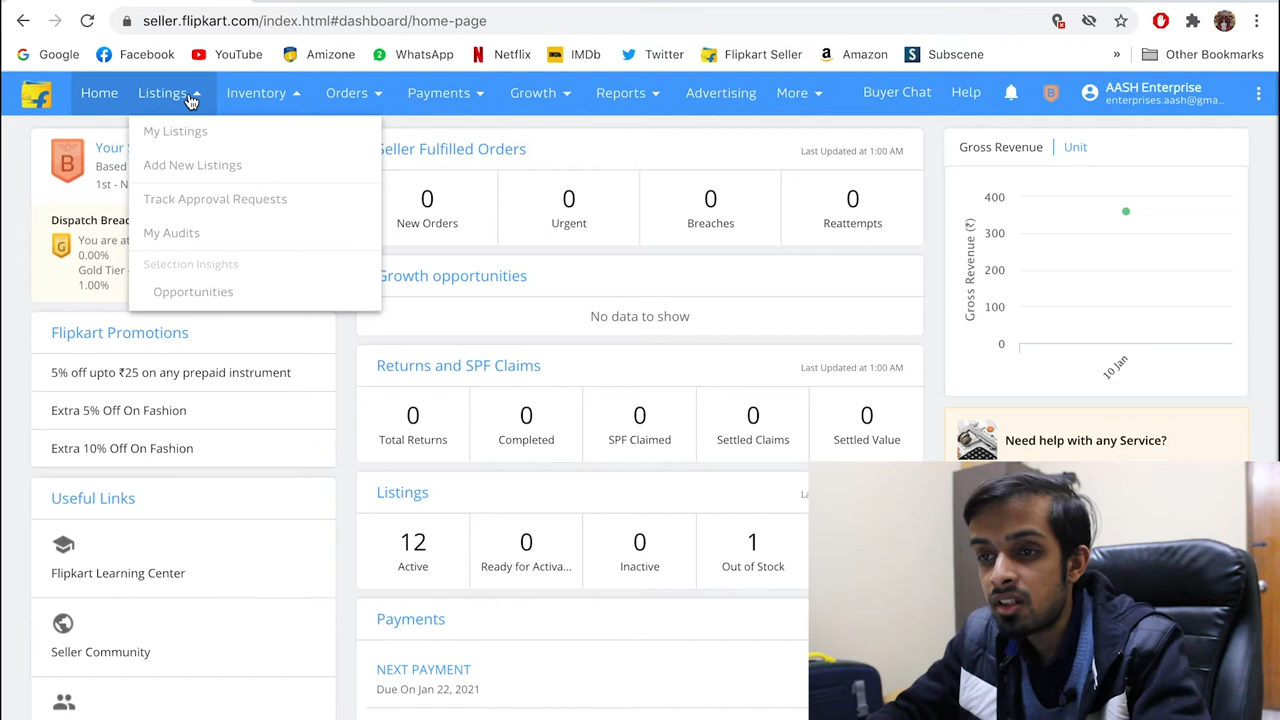 seller.flipkart.com/index.html#dashboard/home-page
Google Facebook YouTube Amizone WhatsApp Netflix IMDb Twitter Flipkart Seller Amazon Subscene » Other Bookmarks
Home Listings Inventory Orders Payments Growth Reports Advertising More Buyer Chat Help AASH Enterprise
enterprises.aash@gma...
My Listings
Add New Listings
Track Approval Requests
My Audits
Selection Insights
Opportunities
B
Your
Based
1st - N
Dispatch Breac
G
You are at
0.00%
Gold Tier -
1.00%
Flipkart Promotions
5% off upto ₹25 on any prepaid instrument
Extra 5% Off On Fashion
Extra 10% Off On Fashion
Useful Links
Flipkart Learning Center
Seller Community
Seller Fulfilled Orders Last Updated at 1:00 AM
0 0 0 0
New Orders Urgent Breaches Reattempts
Growth opportunities
No data to show
Returns and SPF Claims Last Updated at 1:00 AM
0 0 0 0 0
Total Returns Completed SPF Claimed Settled Claims Settled Value
Listings
12 0 0 1
Active Ready for Activa... Inactive Out of Stock
Payments
NEXT PAYMENT
Due On Jan 22, 2021
Gross Revenue Unit
Gross Revenue (₹)
400
300
200
100
0
10 Jan
Need help with any Service?